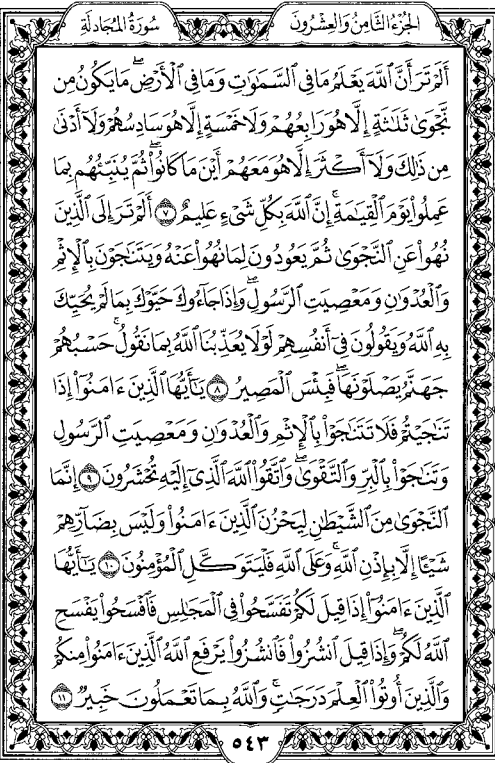 الجزء الثامن والعشرون سورة المجادلة
أَلَمْ تَرَ أَنَّ ٱللَّهَ يَعْلَمُ مَا فِي ٱلسَّمَٰوَٰتِ وَمَا فِي ٱلْأَرْضِۖ مَا يَكُونُ مِن
نَّجْوَىٰ ثَلَٰثَةٍ إِلَّا هُوَ رَابِعُهُمْ وَلَا خَمْسَةٍ إِلَّا هُوَ سَادِسُهُمْ وَلَآ أَدْنَىٰ
مِن ذَٰلِكَ وَلَآ أَكْثَرَ إِلَّا هُوَ مَعَهُمْ أَيْنَ مَا كَانُوا۟ۖ ثُمَّ يُنَبِّئُهُم بِمَا
عَمِلُوا۟ يَوْمَ ٱلْقِيَٰمَةِۚ إِنَّ ٱللَّهَ بِكُلِّ شَىْءٍ عَلِيمٌ ٧ أَلَمْ تَرَ إِلَى ٱلَّذِينَ
نُهُوا۟ عَنِ ٱلنَّجْوَىٰ ثُمَّ يَعُودُونَ لِمَا نُهُوا۟ عَنْهُ وَيَتَنَٰجَوْنَ بِٱلْإِثْمِ
وَٱلْعُدْوَٰنِ وَمَعْصِيَتِ ٱلرَّسُولِۖ وَإِذَا جَآءُوكَ حَيَّوْكَ بِمَا لَمْ يُحَيِّكَ
بِهِ ٱللَّهُ وَيَقُولُونَ فِىٓ أَنفُسِهِمْ لَوْلَا يُعَذِّبُنَا ٱللَّهُ بِمَا نَقُولُۚ حَسْبُهُمْ
جَهَنَّمُ يَصْلَوْنَهَاۖ فَبِئْسَ ٱلْمَصِيرُ ٨ يَٰٓأَيُّهَا ٱلَّذِينَ ءَامَنُوٓا۟ إِذَا
تَنَٰجَيْتُمْ فَلَا تَتَنَٰجَوْا۟ بِٱلْإِثْمِ وَٱلْعُدْوَٰنِ وَمَعْصِيَتِ ٱلرَّسُولِ
وَتَنَٰجَوْا۟ بِٱلْبِرِّ وَٱلتَّقْوَىٰۖ وَٱتَّقُوا۟ ٱللَّهَ ٱلَّذِىٓ إِلَيْهِ تُحْشَرُونَ ٩ إِنَّمَا
ٱلنَّجْوَىٰ مِنَ ٱلشَّيْطَٰنِ لِيَحْزُنَ ٱلَّذِينَ ءَامَنُوا۟ وَلَيْسَ بِضَآرِّهِمْ
شَيْـًٔا إِلَّا بِإِذْنِ ٱللَّهِۚ وَعَلَى ٱللَّهِ فَلْيَتَوَكَّلِ ٱلْمُؤْمِنُونَ ١٠ يَٰٓأَيُّهَا
ٱلَّذِينَ ءَامَنُوٓا۟ إِذَا قِيلَ لَكُمْ تَفَسَّحُوا۟ فِى ٱلْمَجَٰلِسِ فَٱفْسَحُوا۟ يَفْسَحِ
ٱللَّهُ لَكُمْۖ وَإِذَا قِيلَ ٱنشُزُوا۟ فَٱنشُزُوا۟ يَرْفَعِ ٱللَّهُ ٱلَّذِينَ ءَامَنُوا۟ مِنكُمْ
وَٱلَّذِينَ أُوتُوا۟ ٱلْعِلْمَ دَرَجَٰتٍۚ وَٱللَّهُ بِمَا تَعْمَلُونَ خَبِيرٌ ١١
٥٤٣